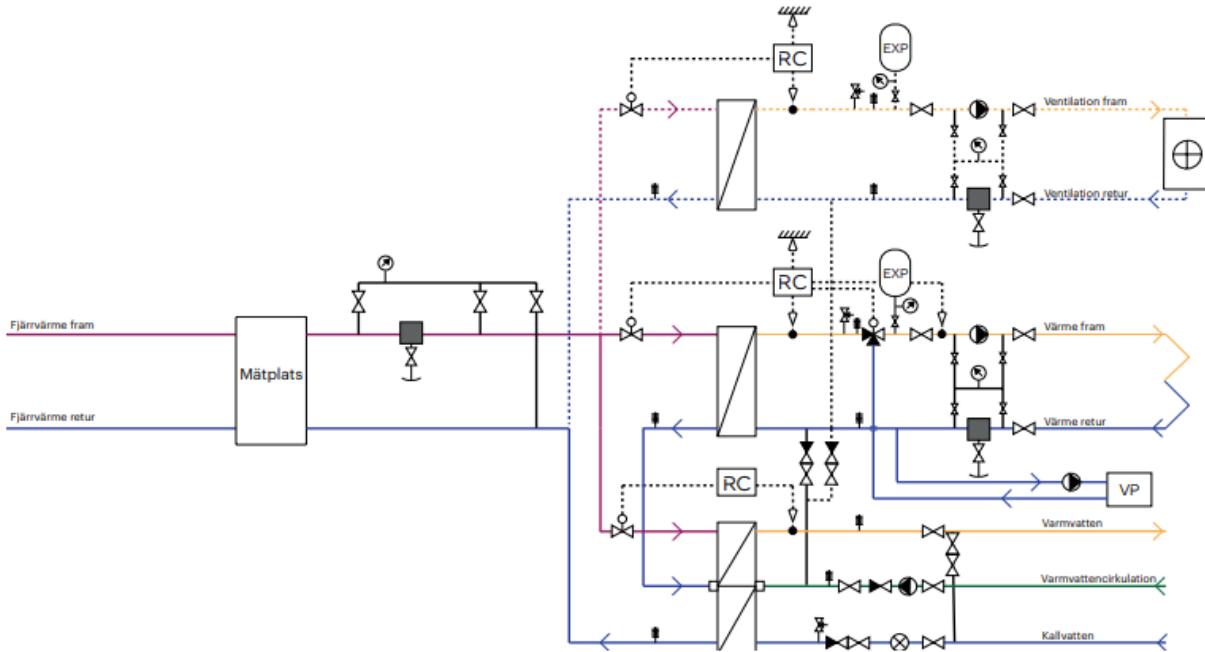 EXP
RC
Ventilation fram
Ventilation retur
RC
EXP
Fjärrvärme fram
Värme fram
Mätplats
Fjärrvärme retur
Värme retur
RC
VP
Varmvatten
Varmvattencirkulation
Kallvatten